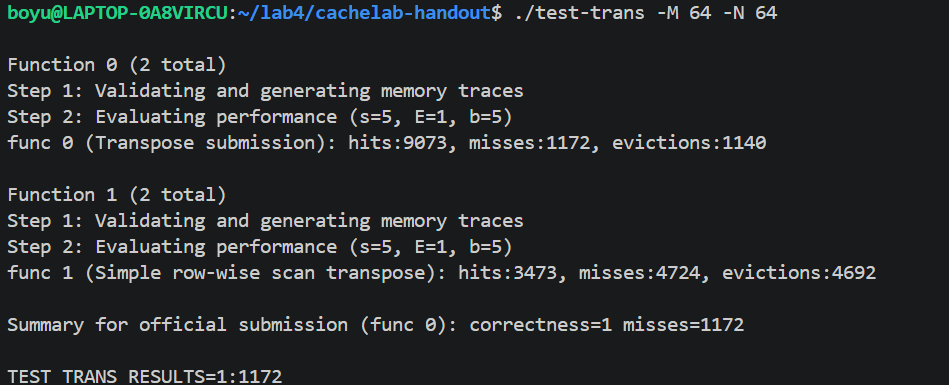 boyu@LAPTOP-0A8VIRCU:~/lab4/cachelab-handout$ ./test-trans -M 64 -N 64
Function 0 (2 total)
Step 1: Validating and generating memory traces
Step 2: Evaluating performance (s=5, E=1, b=5)
func 0 (Transpose submission): hits:9073, misses:1172, evictions:1140
Function 1 (2 total)
Step 1: Validating and generating memory traces
Step 2: Evaluating performance (s=5, E=1, b=5)
func 1 (Simple row-wise scan transpose): hits:3473, misses:4724, evictions:4692
Summary for official submission (func 0): correctness=1 misses=1172
TEST_TRANS_RESULTS=1:1172